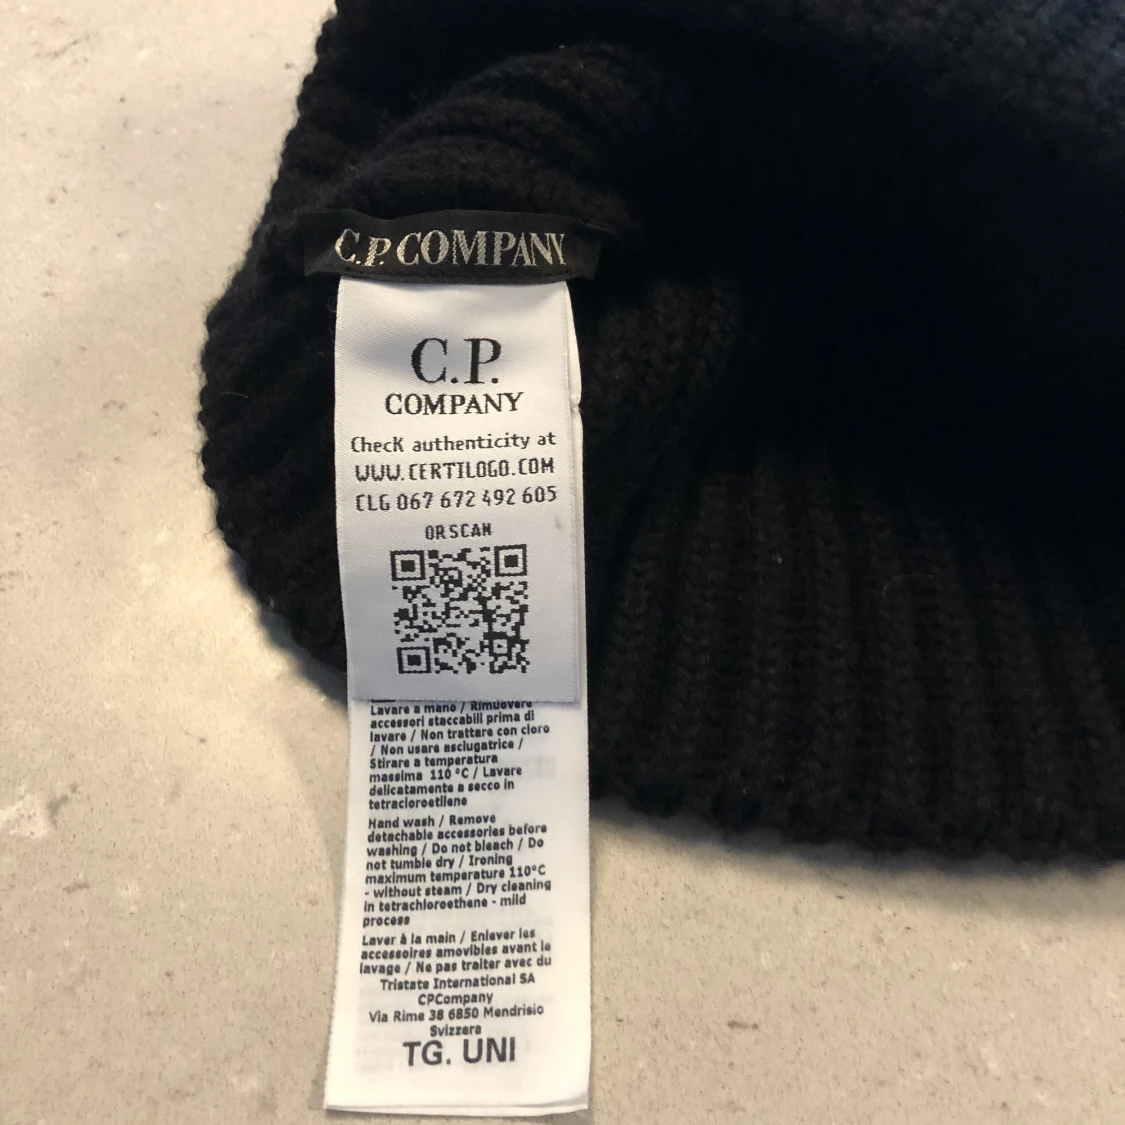 C.P. COMPANY
C.P.
COMPANY
Check authenticity at
WWW.CERTILOGO.COM
CLG 067 672 492 605
OR SCAN
Lavare a mano / Rimuovere
accessori staccabili prima di
lavare / Non trattare con cloro
/ Non usare asciugatrice /
Stirare a temperatura
massima 110 °C / Lavare
delicatamente a secco in
tetracloroetilene
Hand wash / Remove
detachable accessories before
washing / Do not bleach / Do
not tumble dry / Ironing
maximum temperature 110°C
- without steam / Dry cleaning
in tetrachloroethene - mild
process
Laver à la main / Enlever les
accessoires amovibles avant le
lavage / Ne pas traiter avec du
Tristate International SA
CPCompany
Via Rime 38 6850 Mendrisio
Svizzera
TG. UNI